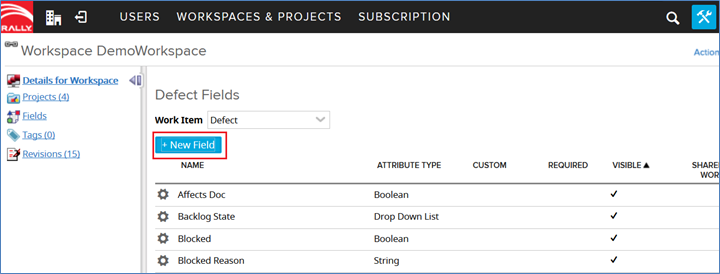 RALLY USERS WORKSPACES & PROJECTS SUBSCRIPTION
Workspace DemoWorkspace
Action
Details for Workspace
Projects (4)
Fields
Tags (0)
Revisions (15)
Defect Fields
Work Item Defect
+ New Field
NAME ATTRIBUTE TYPE CUSTOM REQUIRED VISIBLE SHARE
WOR
Affects Doc Boolean
Backlog State Drop Down List
Blocked Boolean
Blocked Reason String